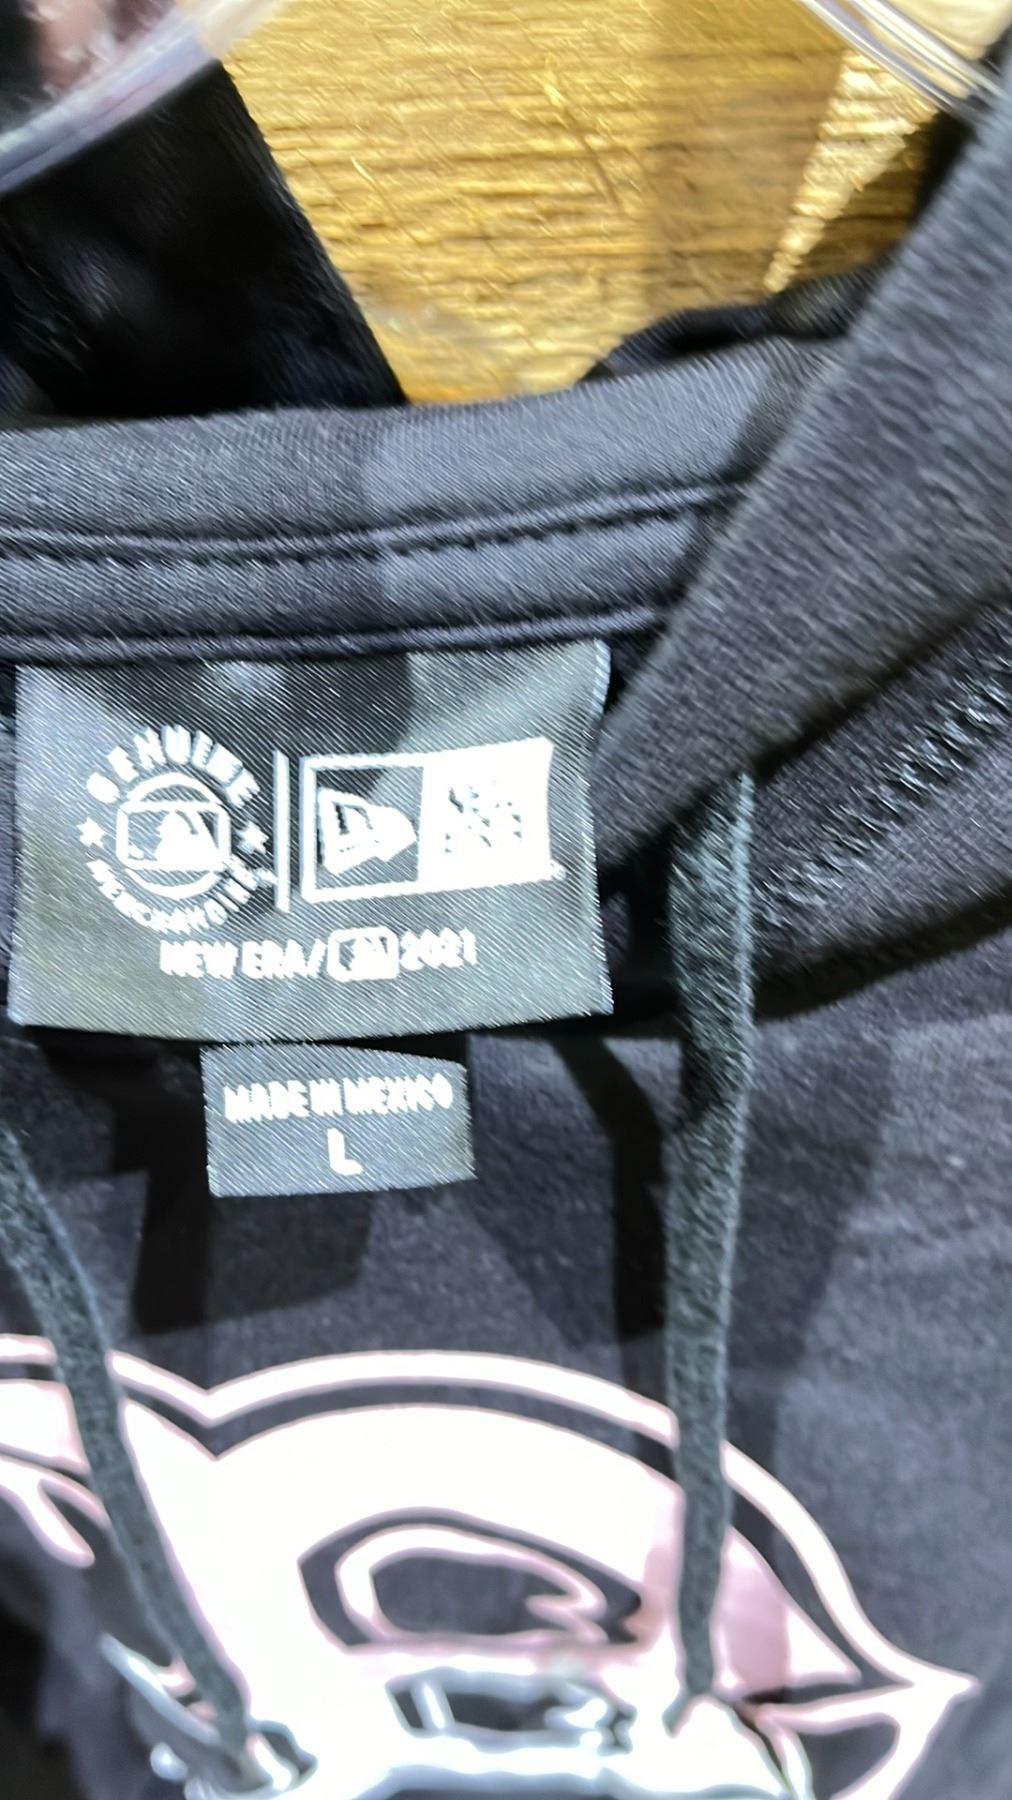 GENUINE
MERCHANDISE
NEW ERA/ 2021
MADE IN MEXICO
L